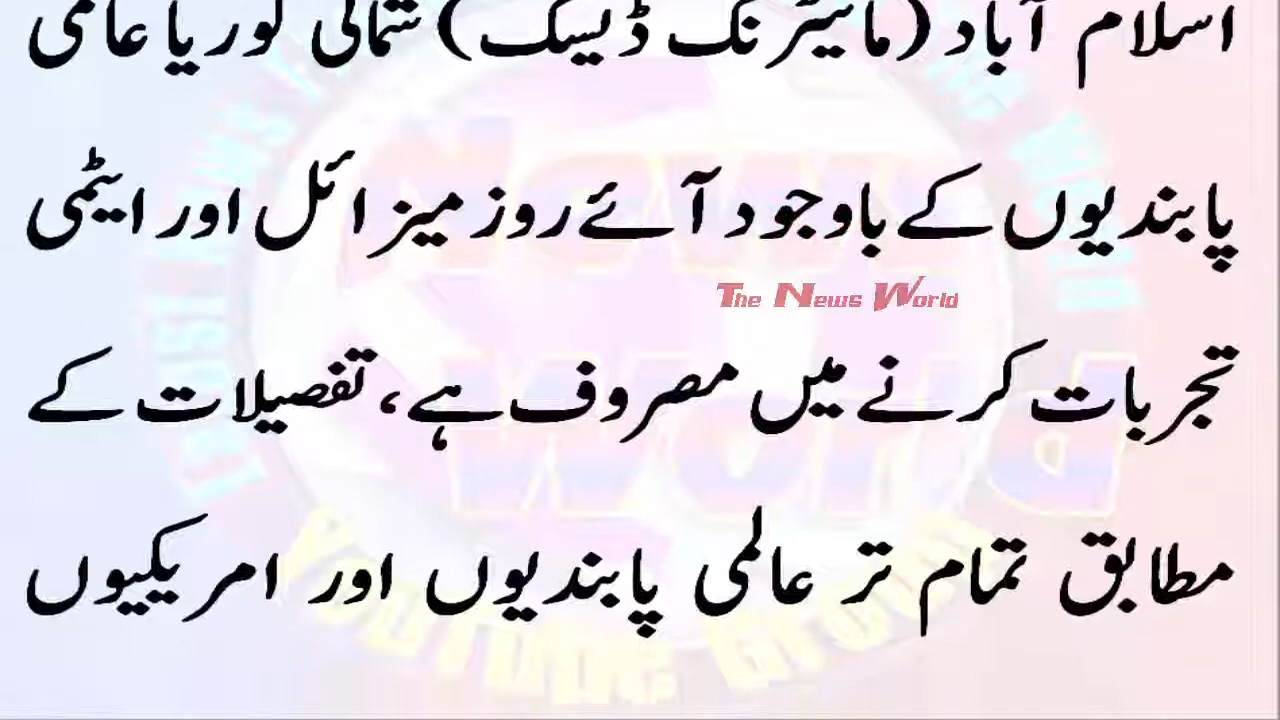 اسلام آباد (مانیٹرنگ ڈیسک) شمالی کوریا عالمی
پابندیوں کے باوجود آئے روز میزائل اور ایٹمی
The News World
تجربات کرنے میں مصروف ہے، تفصیلات کے
مطابق تمام تر عالمی پابندیوں اور امریکیوں